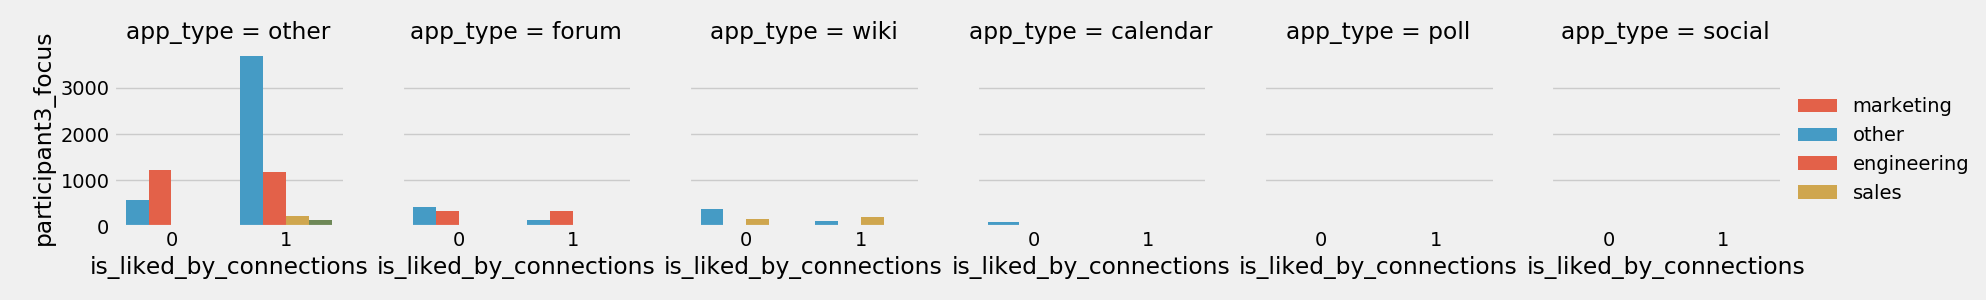 app_type = other app_type = forum app_type = wiki app_type = calendar app_type = poll app_type = social
participant3_focus
3000
2000
1000
0
0 1 0 1 0 1 0 1 0 1 0 1
is_liked_by_connections is_liked_by_connections is_liked_by_connections is_liked_by_connections is_liked_by_connections is_liked_by_connections
marketing
other
engineering
sales